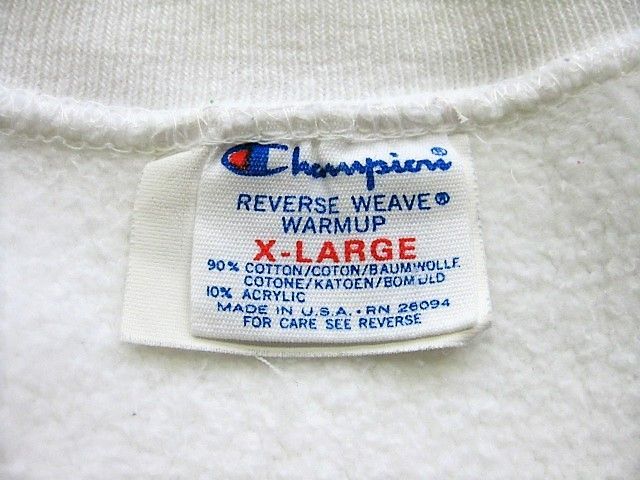 Champion®
REVERSE WEAVE®
WARMUP
X-LARGE
90% COTTON/COTON/BAUMWOLLE
COTONE/KATOEN/BOMULD
10% ACRYLIC
MADE IN U.S.A. • RN 26094
FOR CARE SEE REVERSE